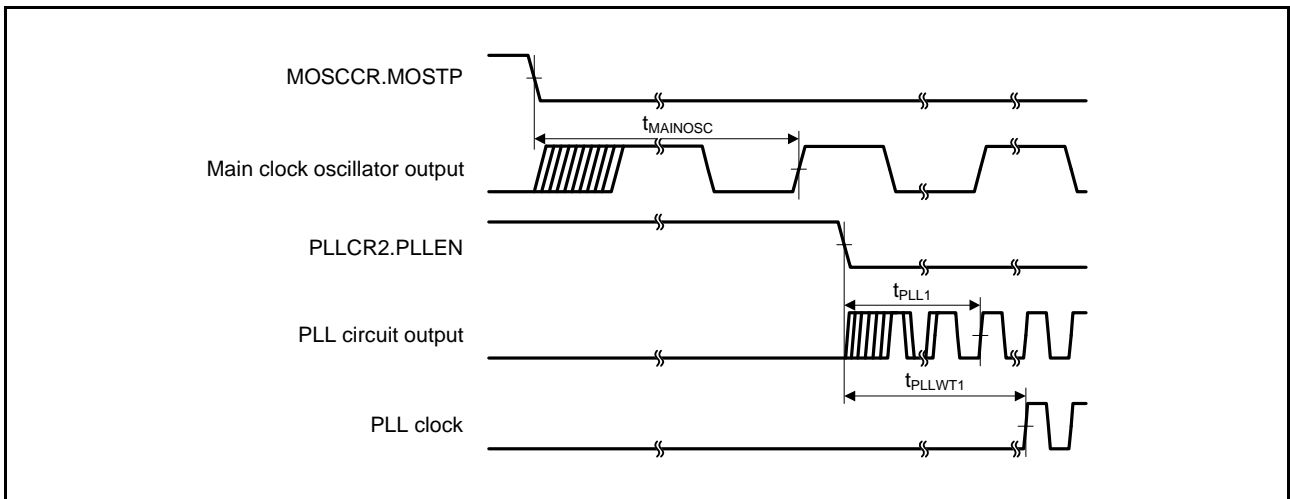 MOSCCR.MOSTP
tMAINOSC
Main clock oscillator output
PLLCR2.PLLEN
tPLL1
PLL circuit output
tPLLWT1
PLL clock